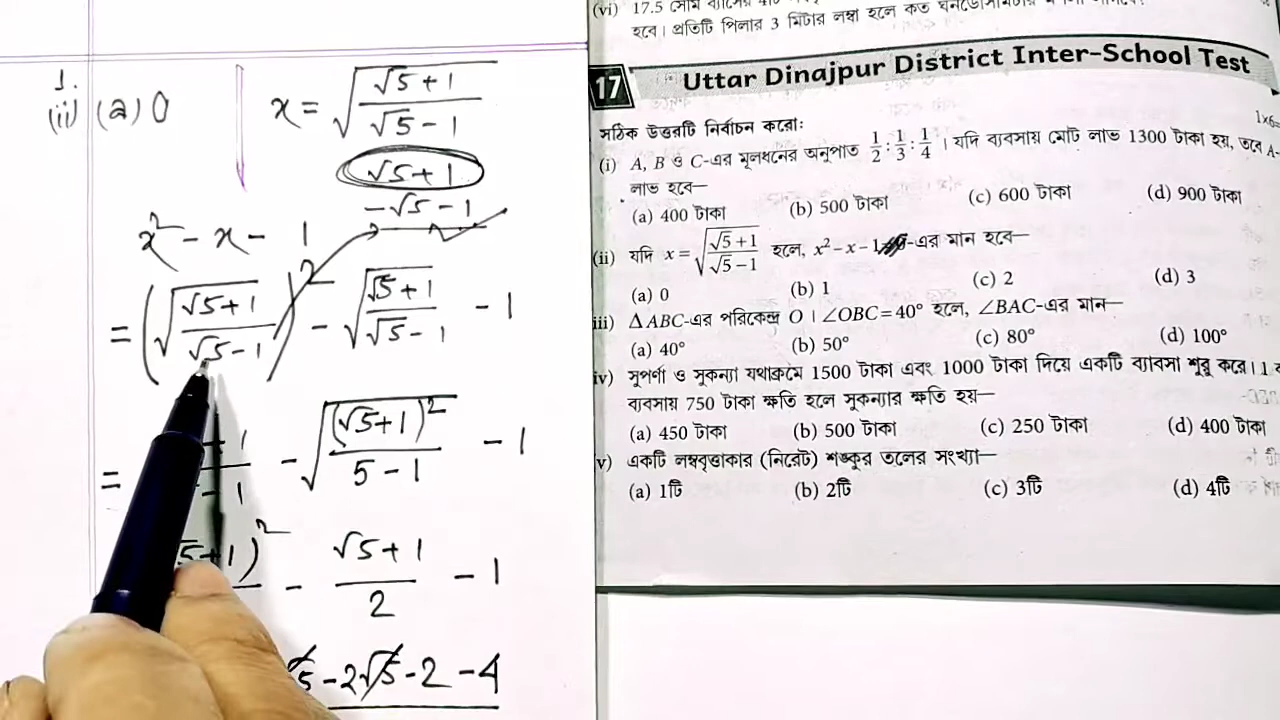 1.
(ii) (a) 0
x = √((√5+1)/(√5-1))
√5+1
-√5-1
x² - x - 1
= (√((√5+1)/(√5-1)))² - √((√5+1)/(√5-1)) - 1
= - √((√5+1)²/(5-1)) - 1
- (√5+1)/2 - 1
-2√5-2-4
(vi) 17.5 সেমি
হবে। প্রতিটি পিলার 3 মিটার লম্বা হলে কত
17 Uttar Dinajpur District Inter-School Test
সঠিক উত্তরটি নির্বাচন করো:
(i) A, B ও C-এর মূলধনের অনুপাত 1/2 : 1/3 : 1/4 । যদি ব্যবসায় মোট লাভ 1300 টাকা হয়, তবে A-
লাভ হবে—
(a) 400 টাকা (b) 500 টাকা (c) 600 টাকা (d) 900 টাকা
(ii) যদি x = √((√5+1)/(√5-1)) হলে, x²-x-1 -এর মান হবে—
(a) 0 (b) 1 (c) 2 (d) 3
iii) ΔABC-এর পরিকেন্দ্র O । ∠OBC=40° হলে, ∠BAC-এর মান—
(a) 40° (b) 50° (c) 80° (d) 100°
iv) সুপর্ণা ও সুকন্যা যথাক্রমে 1500 টাকা এবং 1000 টাকা দিয়ে একটি ব্যাবসা শুরু করে। 1
ব্যবসায় 750 টাকা ক্ষতি হলে সুকন্যার ক্ষতি হয়—
(a) 450 টাকা (b) 500 টাকা (c) 250 টাকা (d) 400 টাকা
v) একটি লম্ববৃত্তাকার (নিরেট) শঙ্কুর তলের সংখ্যা—
(a) 1টি (b) 2টি (c) 3টি (d) 4টি